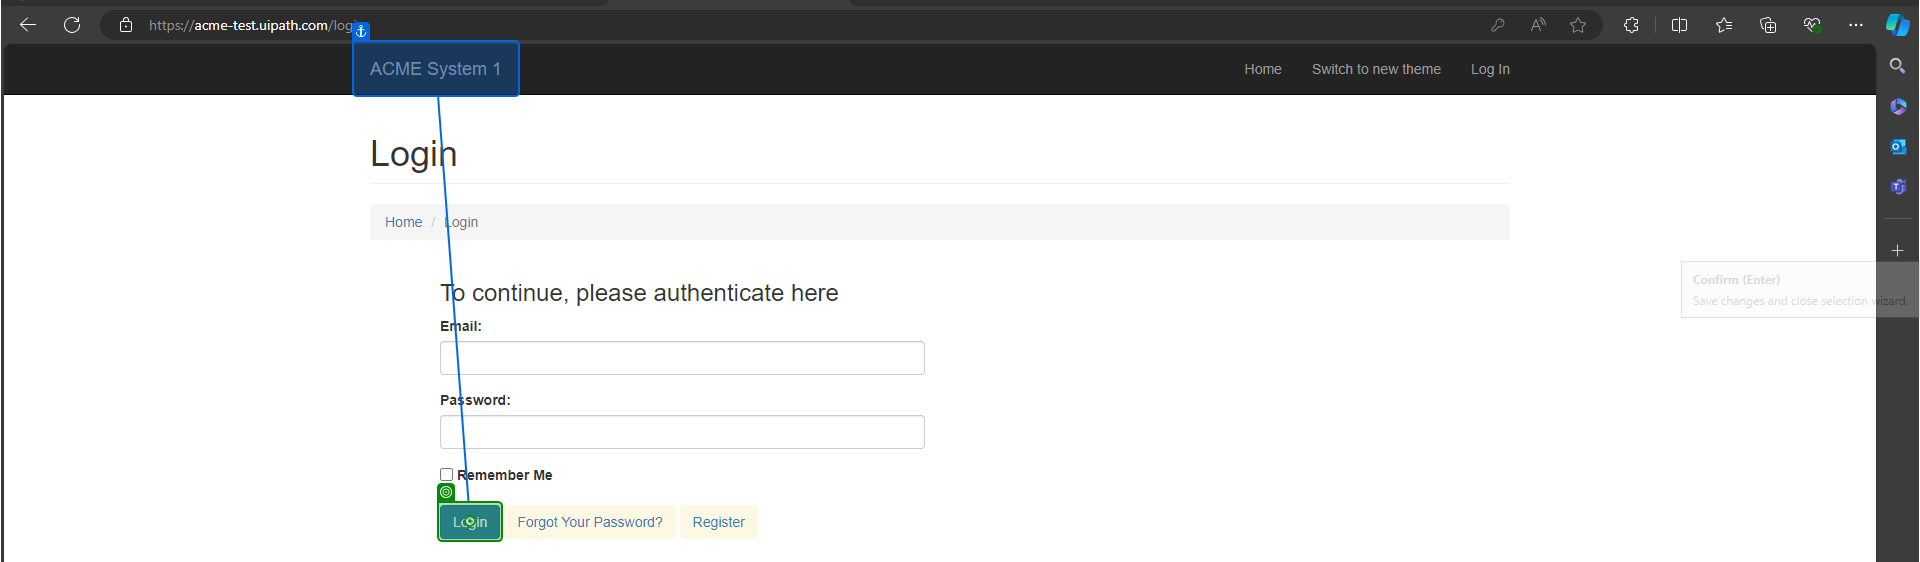 https://acme-test.uipath.com/login
ACME System 1
Home
Switch to new theme
Log In
Login
Home / Login
To continue, please authenticate here
Email:
Password:
Remember Me
Login
Forgot Your Password?
Register
Confirm (Enter)
Save changes and close selection wizard.